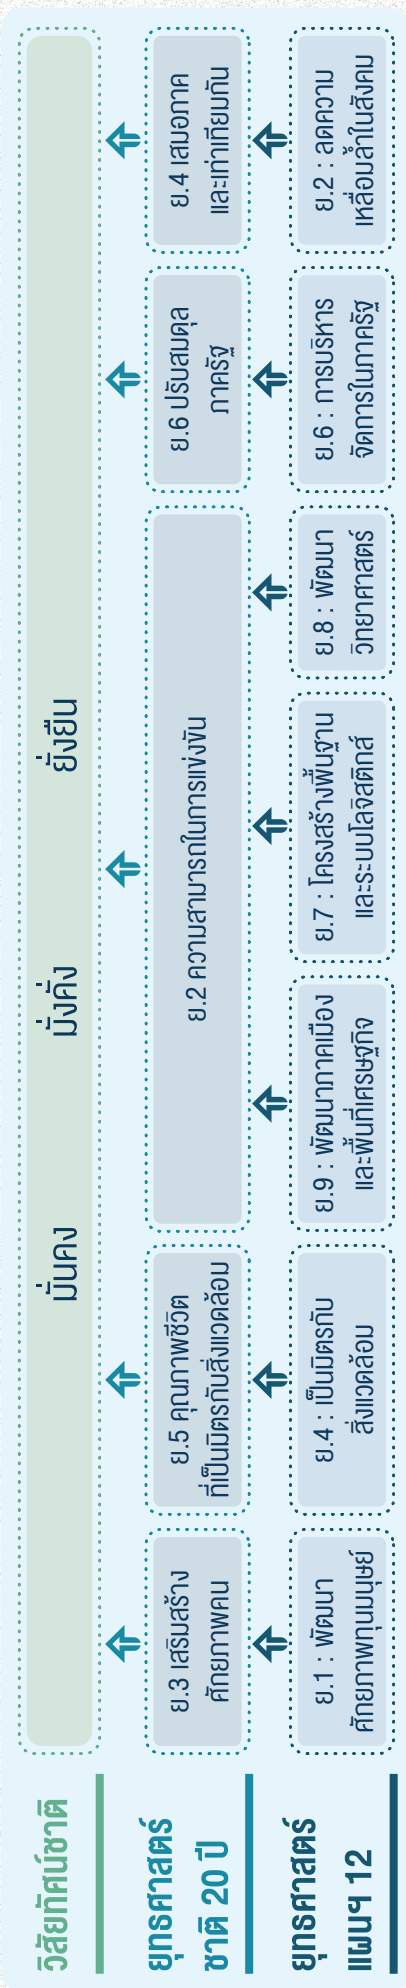 วิสัยทัศน์ชาติ
มั่นคง
มั่งคั่ง
ยั่งยืน
ยุทธศาสตร์
ชาติ 20 ปี
ย.3 เสริมสร้าง
ศักยภาพคน
ย.5 คุณภาพชีวิต
ที่เป็นมิตรกับสิ่งแวดล้อม
ย.2 ความสามารถในการแข่งขัน
ย.6 ปรับสมดุล
ภาครัฐ
ย.4 เสมอภาค
และเท่าเทียมกัน
ยุทธศาสตร์
แผนฯ 12
ย.1 : พัฒนา
ศักยภาพทุนมนุษย์
ย.4 : เป็นมิตรกับ
สิ่งแวดล้อม
ย.9 : พัฒนาภาคเมือง
และพื้นที่เศรษฐกิจ
ย.7 : โครงสร้างพื้นฐาน
และระบบโลจิสติกส์
ย.8 : พัฒนา
วิทยาศาสตร์
ย.6 : การบริหาร
จัดการในภาครัฐ
ย.2 : ลดความ
เหลื่อมล้ำในสังคม